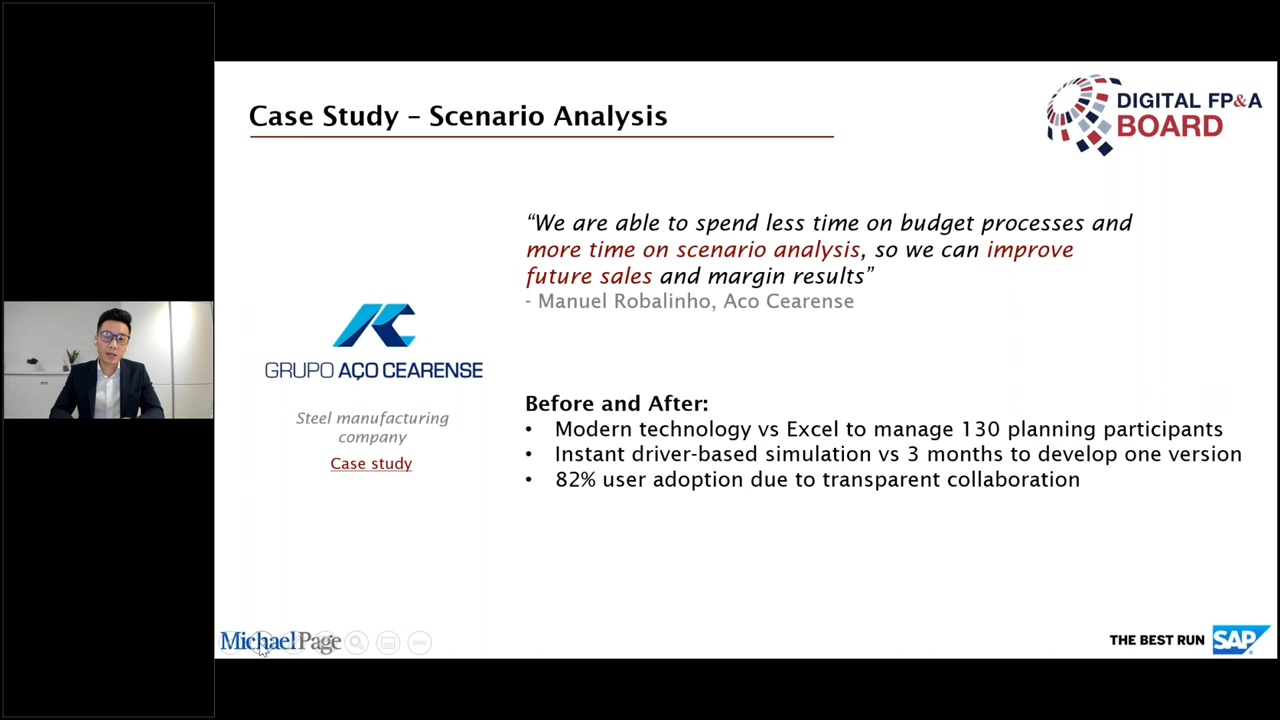 Case Study – Scenario Analysis
DIGITAL FP&A
BOARD
“We are able to spend less time on budget processes and
more time on scenario analysis, so we can improve
future sales and margin results”
- Manuel Robalinho, Aco Cearense
GRUPO AÇO CEARENSE
Steel manufacturing
company
Case study
Before and After:
• Modern technology vs Excel to manage 130 planning participants
• Instant driver-based simulation vs 3 months to develop one version
• 82% user adoption due to transparent collaboration
MichaelPage
THE BEST RUN SAP